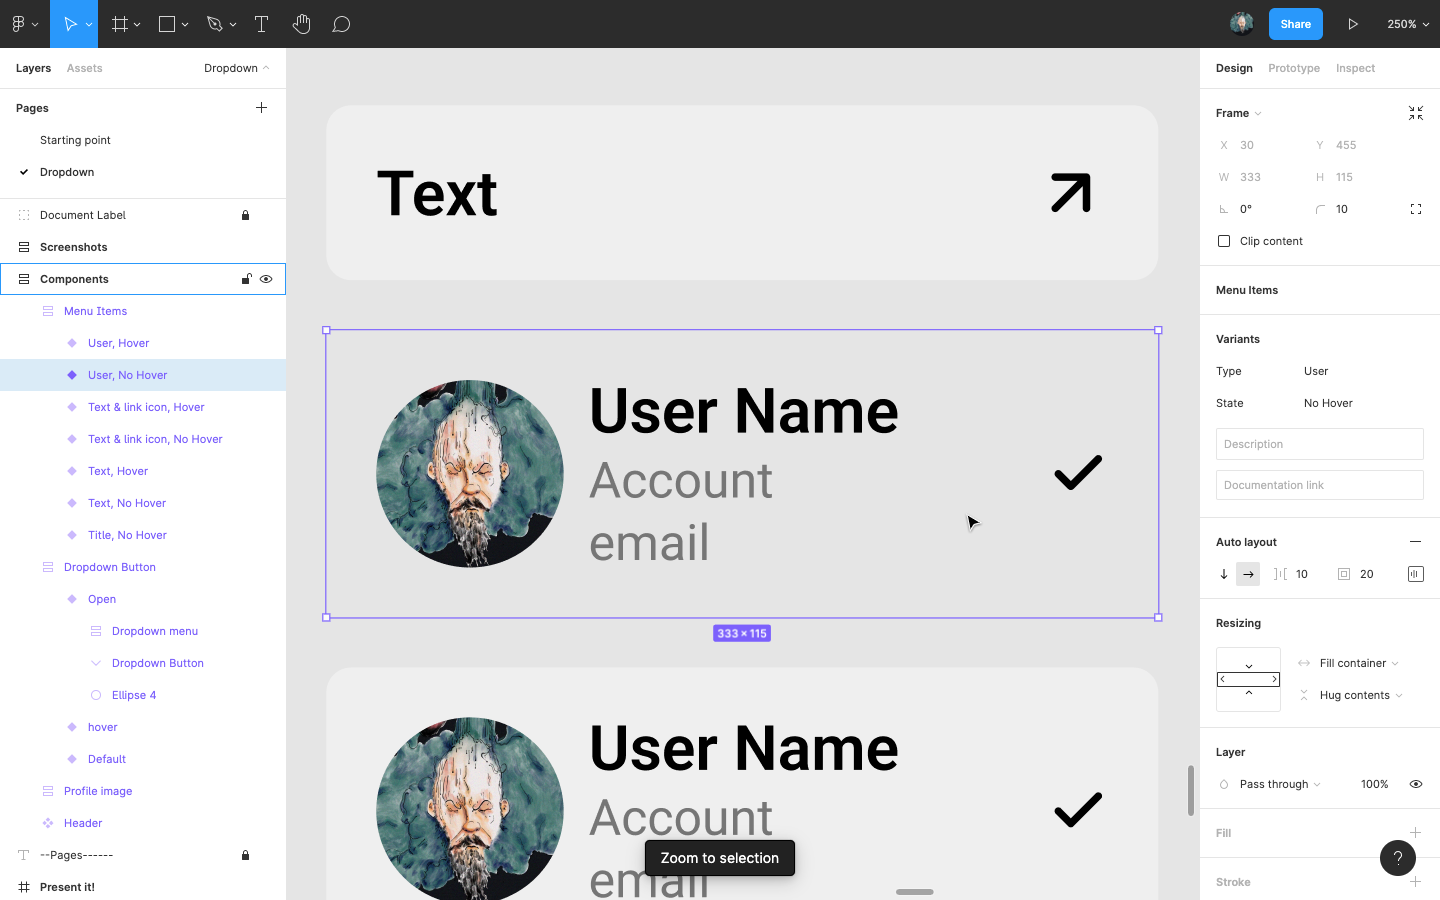 Share
250%
Layers
Assets
Dropdown
Pages
Starting point
Dropdown
Document Label
Screenshots
Components
Menu Items
User, Hover
User, No Hover
Text & link icon, Hover
Text & link icon, No Hover
Text, Hover
Text, No Hover
Title, No Hover
Dropdown Button
Open
Dropdown menu
Dropdown Button
Ellipse 4
hover
Default
Profile image
Header
--Pages------
Present it!
Text
User Name
Account
email
333 × 115
User Name
Account
email
Zoom to selection
Design
Prototype
Inspect
Frame
X 30 Y 455
W 333 H 115
0° 10
Clip content
Menu Items
Variants
Type User
State No Hover
Description
Documentation link
Auto layout
10 20
Resizing
Fill container
Hug contents
Layer
Pass through 100%
Fill
?
Stroke